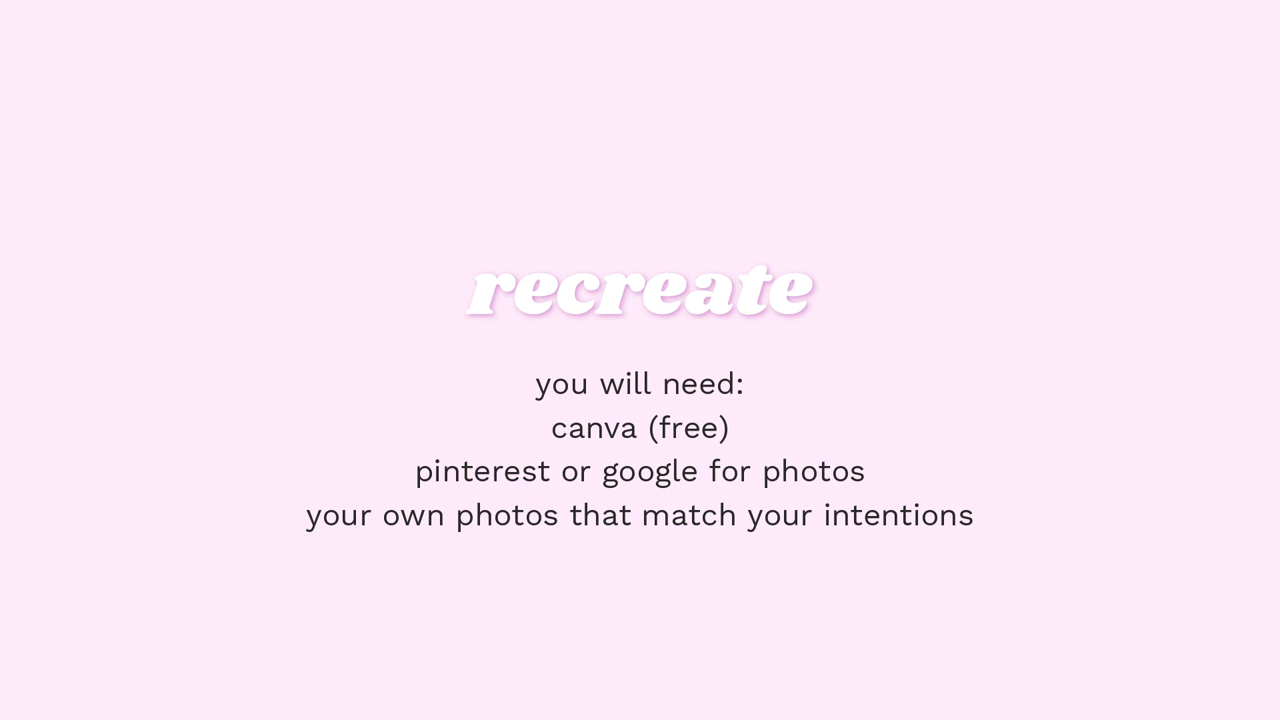 recreate
you will need:
canva (free)
pinterest or google for photos
your own photos that match your intentions